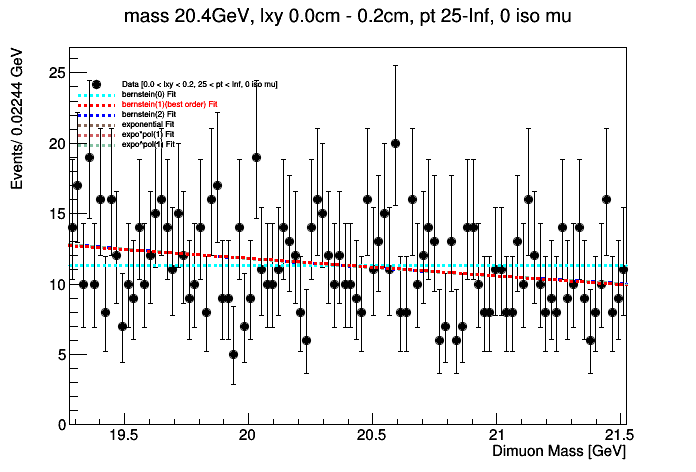 mass 20.4GeV, lxy 0.0cm - 0.2cm, pt 25-Inf, 0 iso mu
Events/ 0.02244 GeV
25
20
15
10
5
0
Data [0.0 < lxy < 0.2, 25 < pt < Inf, 0 iso mu]
bernstein(0) Fit
bernstein(1)(best order) Fit
bernstein(2) Fit
exponential Fit
expo*pol(1) Fit
expo*pol(1) Fit
19.5
20
20.5
21
21.5
Dimuon Mass [GeV]